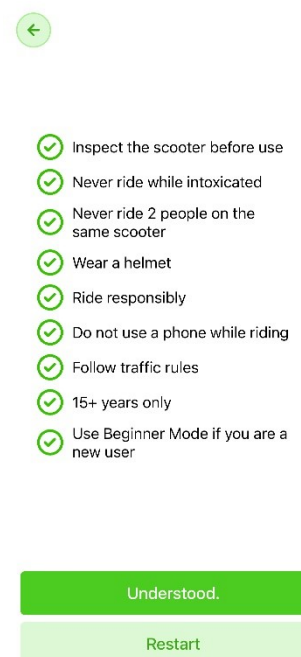 Inspect the scooter before use
Never ride while intoxicated
Never ride 2 people on the
same scooter
Wear a helmet
Ride responsibly
Do not use a phone while riding
Follow traffic rules
15+ years only
Use Beginner Mode if you are a
new user
Understood.
Restart